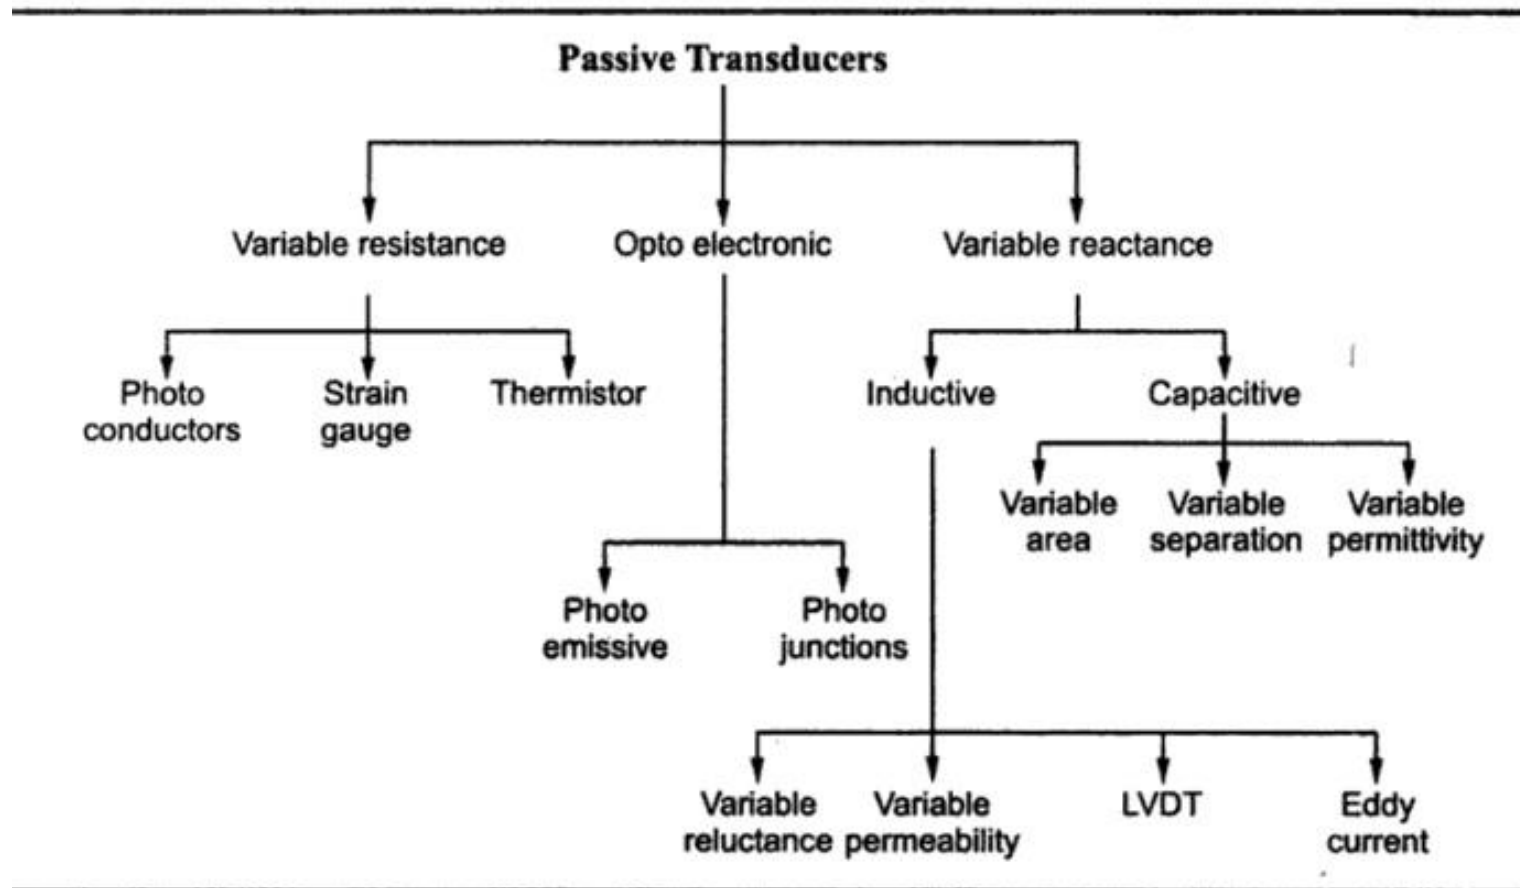 Passive Transducers
Variable resistance
Opto electronic
Variable reactance
Photo
conductors
Strain
gauge
Thermistor
Inductive
Capacitive
Variable
area
Variable
separation
Variable
permittivity
Photo
emissive
Photo
junctions
Variable
reluctance
Variable
permeability
LVDT
Eddy
current